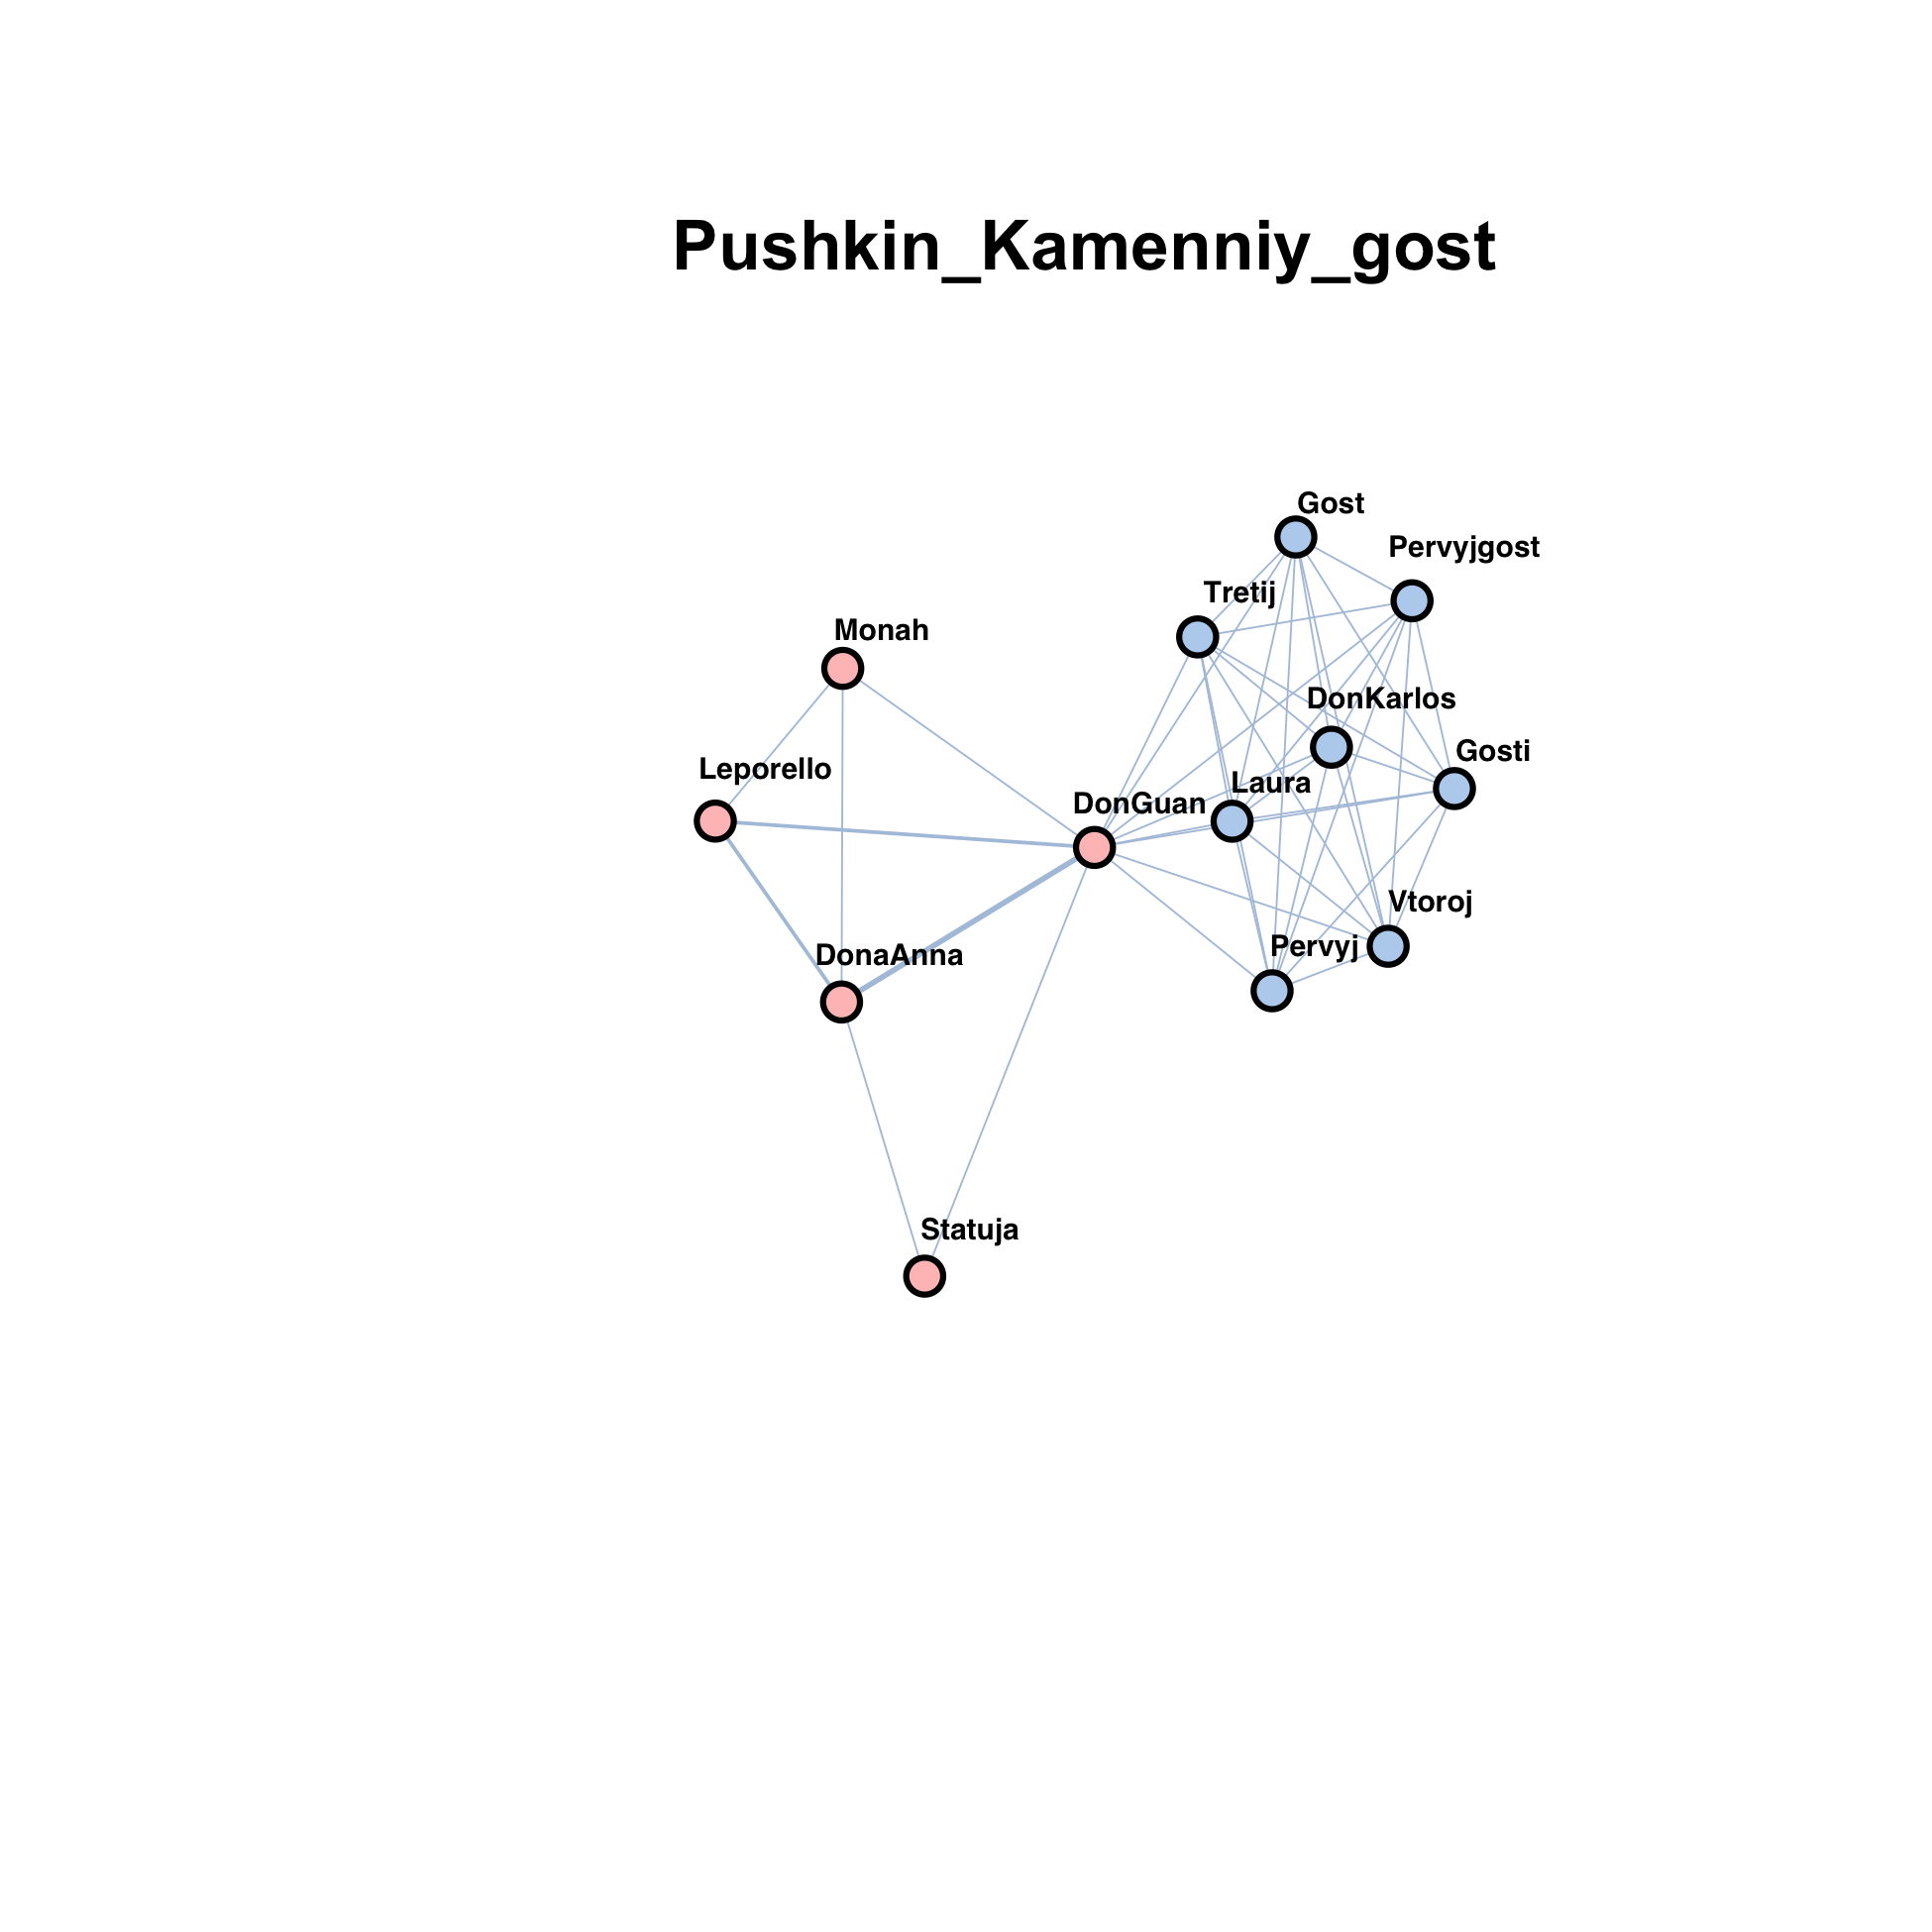 Pushkin_Kamenniy_gost
Gost
Pervyjgost
Tretij
Monah
DonKarlos
Gosti
Leporello
Laura
DonGuan
Vtoroj
Pervyj
DonaAnna
Statuja